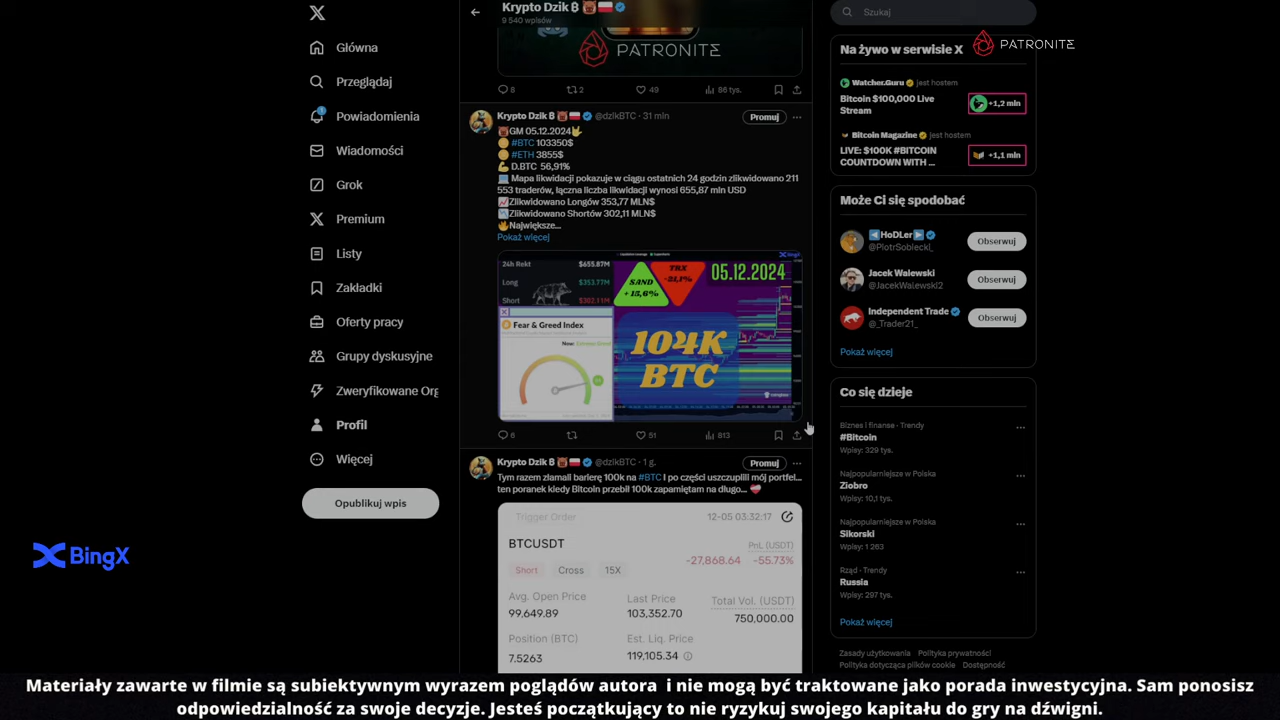 Główna
Przeglądaj
Powiadomienia
Wiadomości
Grok
Premium
Listy
Zakładki
Oferty pracy
Grupy dyskusyjne
Zweryfikowane Org
Profil
Więcej
Opublikuj wpis
BingX
Krypto Dzik ₿
9 540 wpisów
PATRONITE
8
2
49
86 tys.
Krypto Dzik ₿ @dzikBTC · 31 min
Promuj
GM 05.12.2024
#BTC 103350$
#ETH 3855$
D.BTC 56,91%
Mapa likwidacji pokazuje w ciągu ostatnich 24 godzin zlikwidowano 211
553 traderów, łączna liczba likwidacji wynosi 655,87 mln USD
Zlikwidowano Longów 353,77 MLN$
Zlikwidowano Shortów 302,11 MLN$
Największe...
Pokaż więcej
24h Rekt $655.87M
Long $353.77M
Short $302.11M
SAND
+15,6%
TRX
-21,1%
05.12.2024
BingX
Fear & Greed Index
Now: Extreme Greed
104K
BTC
6
51
813
Krypto Dzik ₿ @dzikBTC · 1 g.
Promuj
Tym razem złamali barierę 100k na #BTC I po części uszczuplili mój portfel...
ten poranek kiedy Bitcoin przebił 100k zapamiętam na długo...
Trigger Order
12-05 03:32:17
BTCUSDT
PnL (USDT)
Short Cross 15X
-27,868.64 -55.73%
Avg. Open Price
Last Price
Total Vol. (USDT)
99,649.89
103,352.70
750,000.00
Position (BTC)
Est. Liq. Price
7.5263
119,105.34
Szukaj
Na żywo w serwisie X
PATRONITE
Watcher.Guru jest hostem
Bitcoin $100,000 Live
Stream
+1,2 mln
Bitcoin Magazine jest hostem
LIVE: $100K #BITCOIN
COUNTDOWN WITH ...
+1,1 mln
Może Ci się spodobać
HoDLer
@PiotrSobieckl_
Obserwuj
Jacek Walewski
@JacekWalewski2
Obserwuj
Independent Trade
@_Trader21_
Obserwuj
Pokaż więcej
Co się dzieje
Biznes i finanse · Trendy
#Bitcoin
Wpisy: 329 tys.
Najpopularniejsze w Polska
Ziobro
Wpisy: 10,1 tys.
Najpopularniejsze w Polska
Sikorski
Wpisy: 1 263
Rząd · Trendy
Russia
Wpisy: 297 tys.
Pokaż więcej
Zasady użytkowania Polityka prywatności
Polityka dotycząca plików cookie Dostępność
Materiały zawarte w filmie są subiektywnym wyrazem poglądów autora i nie mogą być traktowane jako porada inwestycyjna. Sam ponosisz
odpowiedzialność za swoje decyzje. Jesteś początkujący to nie ryzykuj swojego kapitału do gry na dźwigni.